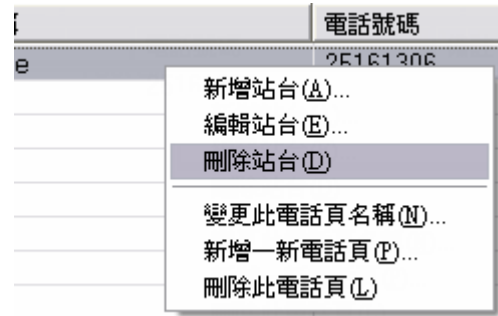 電話號碼
e
25161306
新增站台(A)...
編輯站台(E)...
刪除站台(D)
變更此電話頁名稱(N)...
新增一新電話頁(P)...
刪除此電話頁(L)